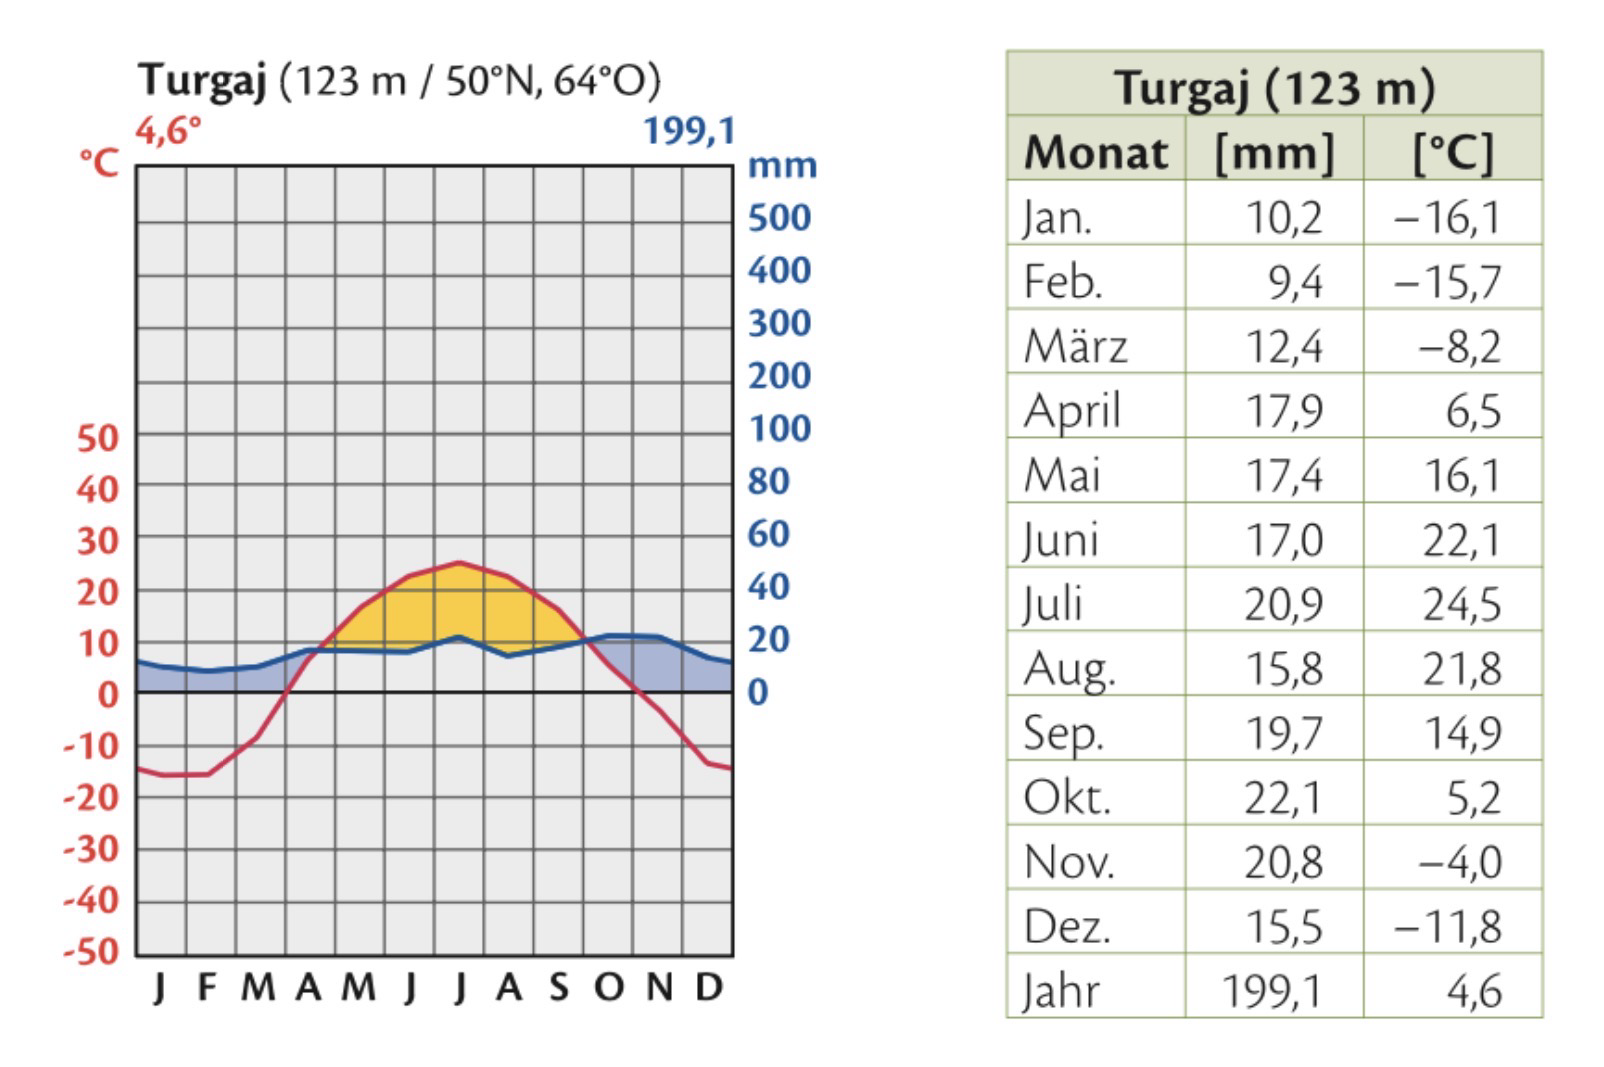 Turgaj (123 m / 50°N, 64°O)
4,6° 199,1
°C mm
500
400
300
200
50 100
40 80
30 60
20 40
10 20
0 0
-10
-20
-30
-40
-50
J F M A M J J A S O N D
Turgaj (123 m)
Monat [mm] [°C]
Jan. 10,2 –16,1
Feb. 9,4 –15,7
März 12,4 –8,2
April 17,9 6,5
Mai 17,4 16,1
Juni 17,0 22,1
Juli 20,9 24,5
Aug. 15,8 21,8
Sep. 19,7 14,9
Okt. 22,1 5,2
Nov. 20,8 –4,0
Dez. 15,5 –11,8
Jahr 199,1 4,6